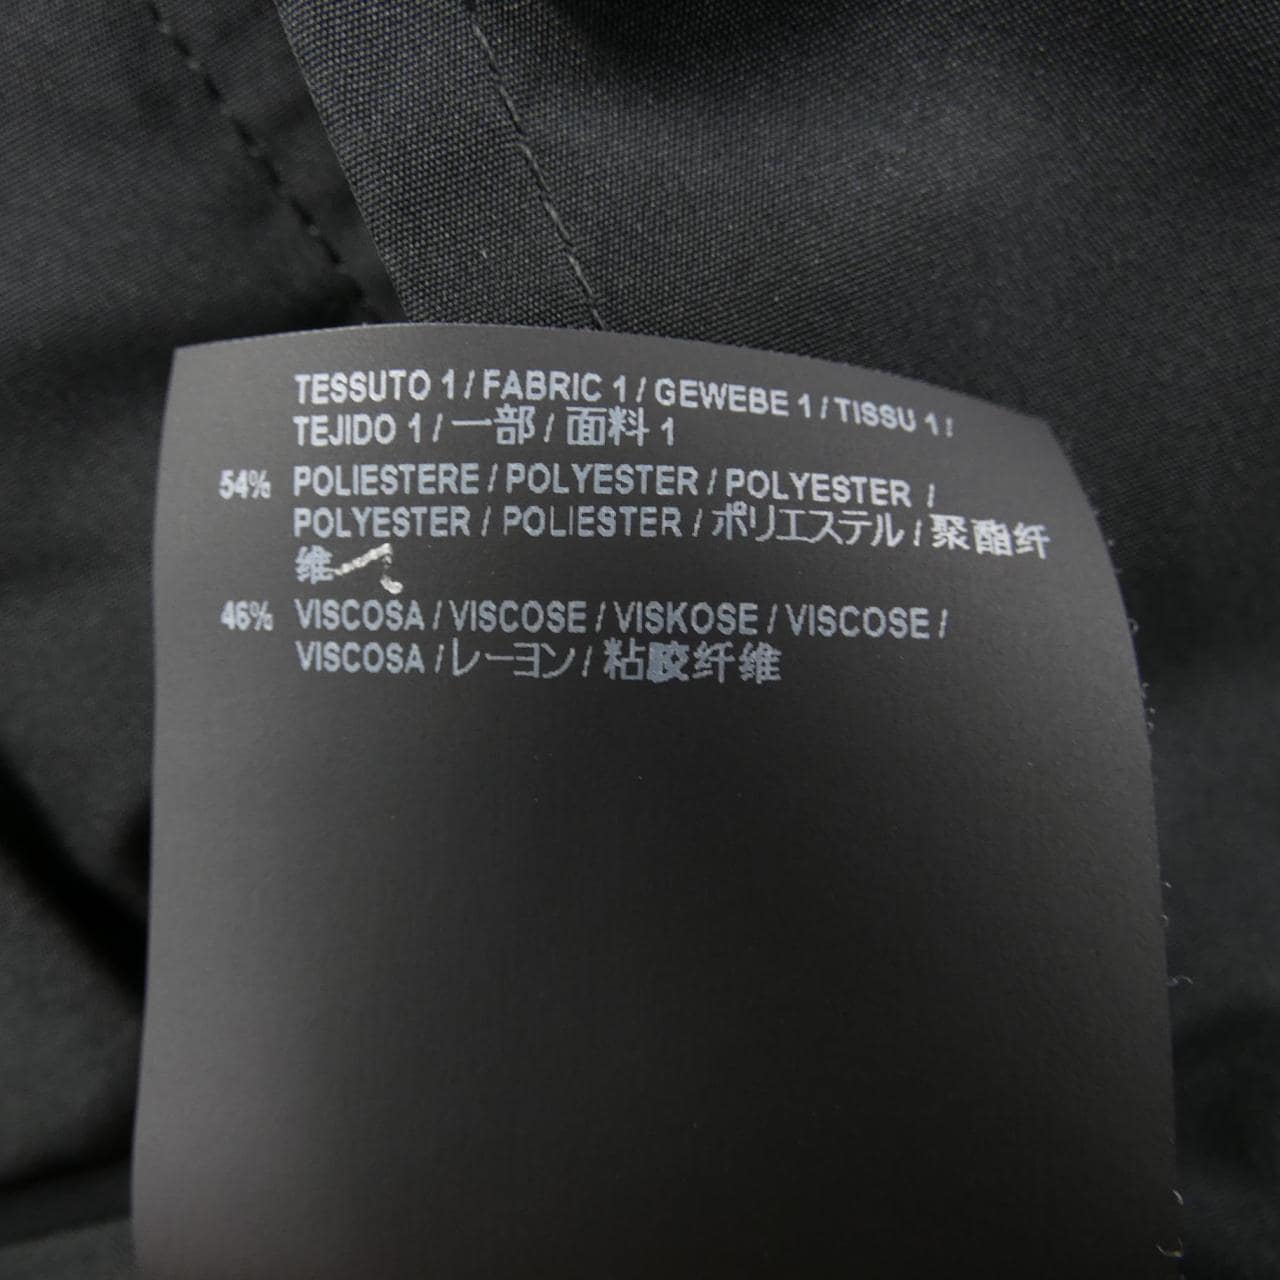 TESSUTO 1 / FABRIC 1 / GEWEBE 1 / TISSU 1 /
TEJIDO 1 / 一部 / 面料 1
54% POLIESTERE / POLYESTER / POLYESTER /
POLYESTER / POLIESTER / ポリエステル / 聚酯纤
维
46% VISCOSA / VISCOSE / VISKOSE / VISCOSE /
VISCOSA / レーヨン / 粘胶纤维